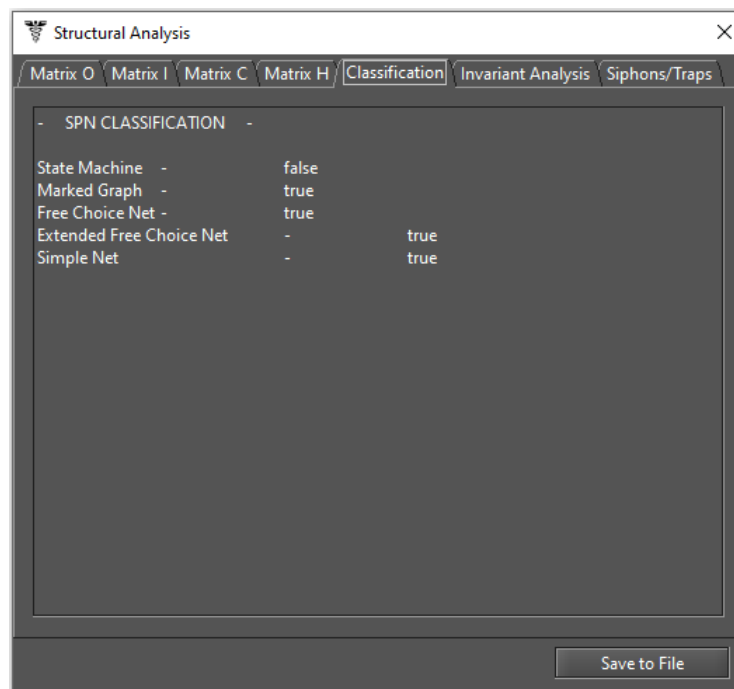 Structural Analysis
Matrix O Matrix I Matrix C Matrix H Classification Invariant Analysis Siphons/Traps
- SPN CLASSIFICATION -
State Machine - false
Marked Graph - true
Free Choice Net - true
Extended Free Choice Net - true
Simple Net - true
Save to File